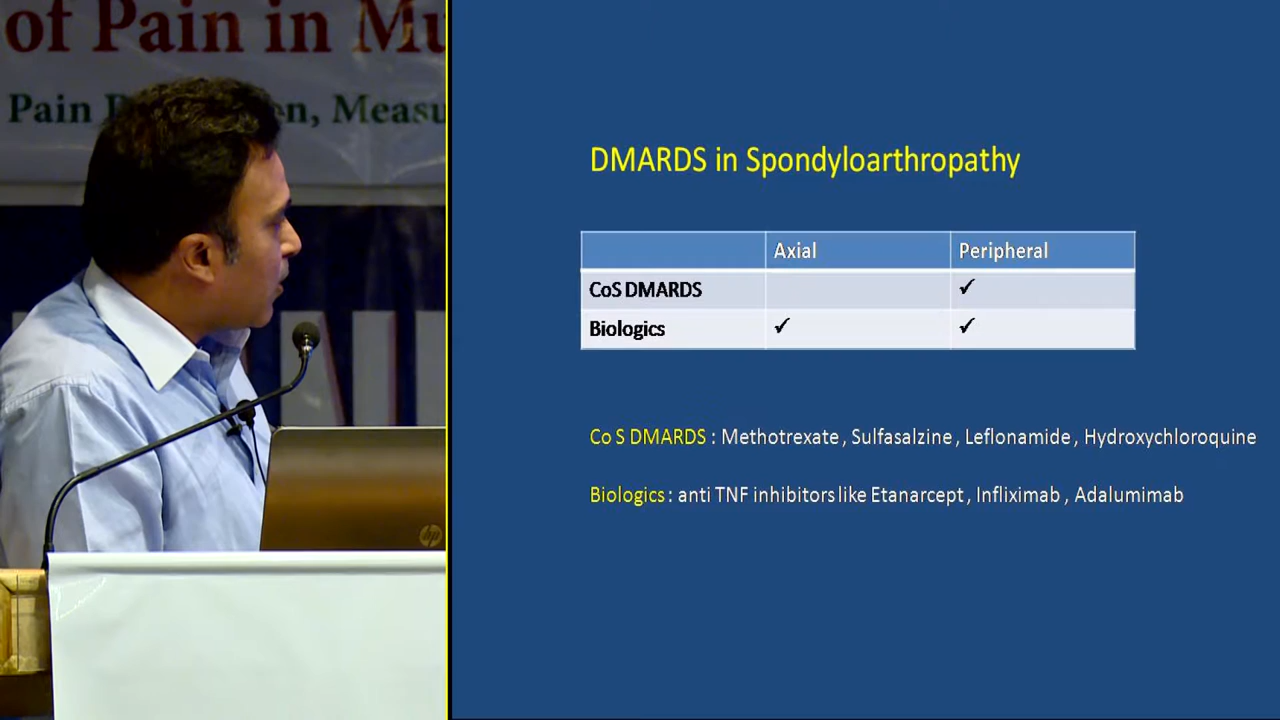 of Pain in Mu
Pain
en, Measu
DMARDS in Spondyloarthropathy
Axial Peripheral
CoS DMARDS ✓
Biologics ✓ ✓
Co S DMARDS : Methotrexate , Sulfasalzine , Leflonamide , Hydroxychloroquine
Biologics : anti TNF inhibitors like Etanarcept , Infliximab , Adalumimab
hp